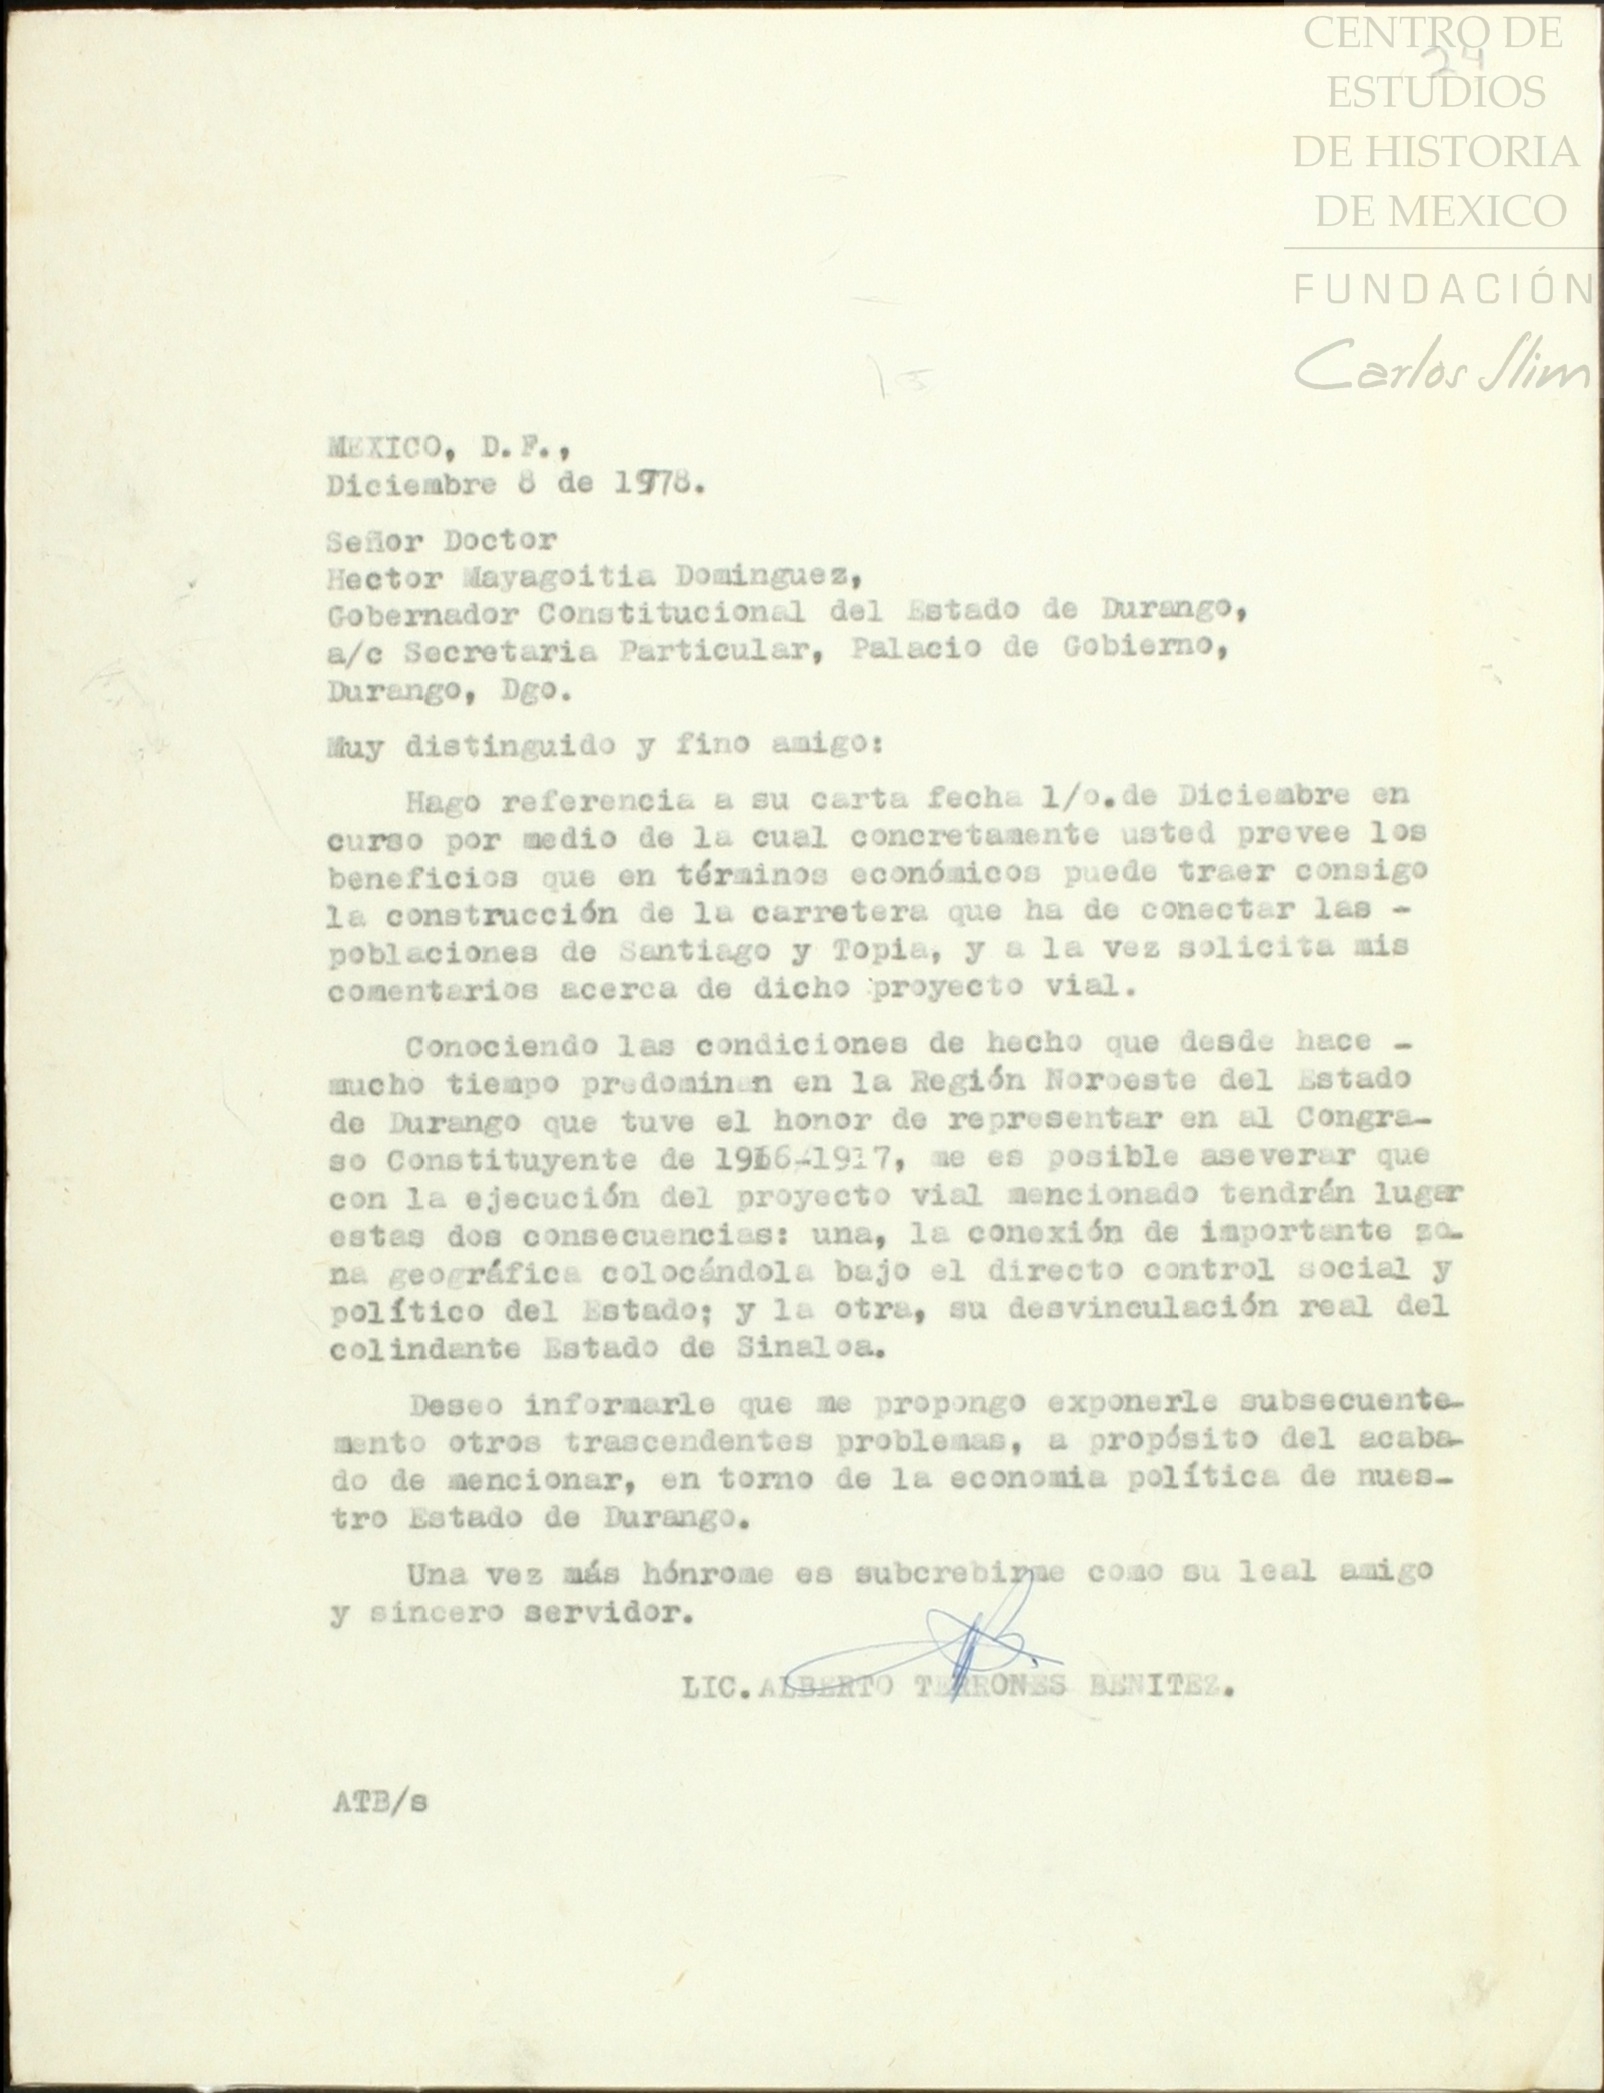 CENTRO DE
24
ESTUDIOS
DE HISTORIA
DE MEXICO
FUNDACIÓN
Carlos Slim
15
MEXICO, D.F.,
Diciembre 8 de 1978.
Señor Doctor
Hector Mayagoitia Dominguez,
Gobernador Constitucional del Estado de Durango,
a/c Secretaria Particular, Palacio de Gobierno,
Durango, Dgo.
Muy distinguido y fino amigo:
Hago referencia a su carta fecha 1/o.de Diciembre en
curso por medio de la cual concretamente usted prevee los
beneficios que en términos económicos puede traer consigo
la construcción de la carretera que ha de conectar las -
poblaciones de Santiago y Topia, y a la vez solicita mis
comentarios acerca de dicho proyecto vial.
Conociendo las condiciones de hecho que desde hace -
mucho tiempo predominan en la Región Noroeste del Estado
de Durango que tuve el honor de representar en al Congra-
so Constituyente de 1916-1917, me es posible aseverar que
con la ejecución del proyecto vial mencionado tendrán lugar
estas dos consecuencias: una, la conexión de importante zo-
na geográfica colocándola bajo el directo control social y
político del Estado; y la otra, su desvinculación real del
colindante Estado de Sinaloa.
Deseo informarle que me propongo exponerle subsecuente-
mento otros trascendentes problemas, a propósito del acaba-
do de mencionar, en torno de la economia política de nues-
tro Estado de Durango.
Una vez más hónrome es subcrebirme como su leal amigo
y sincero servidor.
LIC.ALBERTO TERRONES BENITEZ.
ATB/s